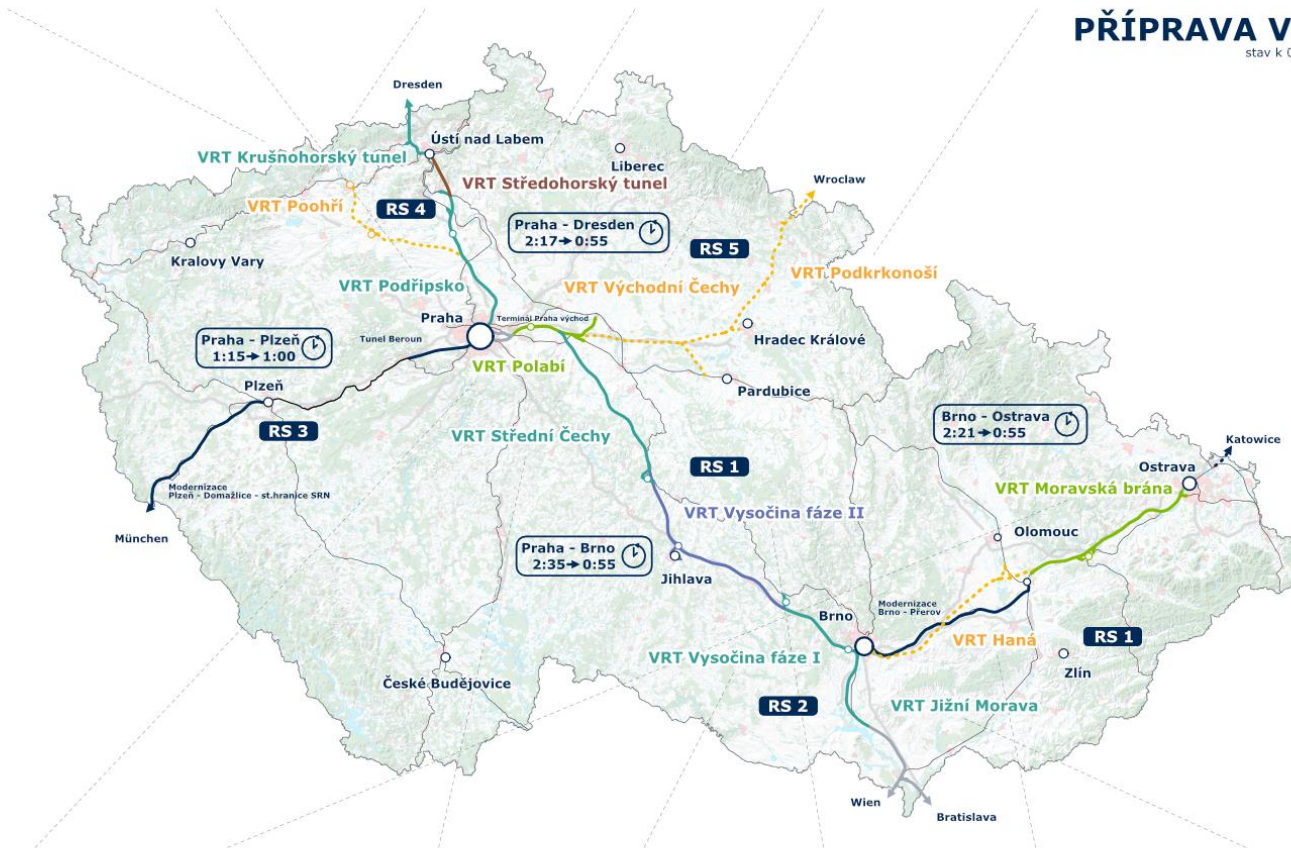 PŘÍPRAVA V
stav k 0
Dresden
Ústí nad Labem
VRT Krušnohorský tunel
Liberec
VRT Středohorský tunel
Wroclaw
VRT Poohří
RS 4
Praha - Dresden
2:17→0:55
RS 5
Kralovy Vary
VRT Podkrkonoší
VRT Podřipsko
VRT Východní Čechy
Praha
Terminál Praha východ
Praha - Plzeň
1:15→1:00
Tunel Beroun
Hradec Králové
VRT Polabí
Plzeň
Pardubice
RS 3
VRT Střední Čechy
Brno - Ostrava
2:21→0:55
Katowice
RS 1
Ostrava
Modernizace
Plzeň - Domažlice - st.hranice SRN
VRT Moravská brána
VRT Vysočina fáze II
Olomouc
München
Praha - Brno
2:35→0:55
Jihlava
Modernizace
Brno - Přerov
Brno
VRT Haná
RS 1
VRT Vysočina fáze I
Zlín
České Budějovice
RS 2
VRT Jižní Morava
Wien
Bratislava